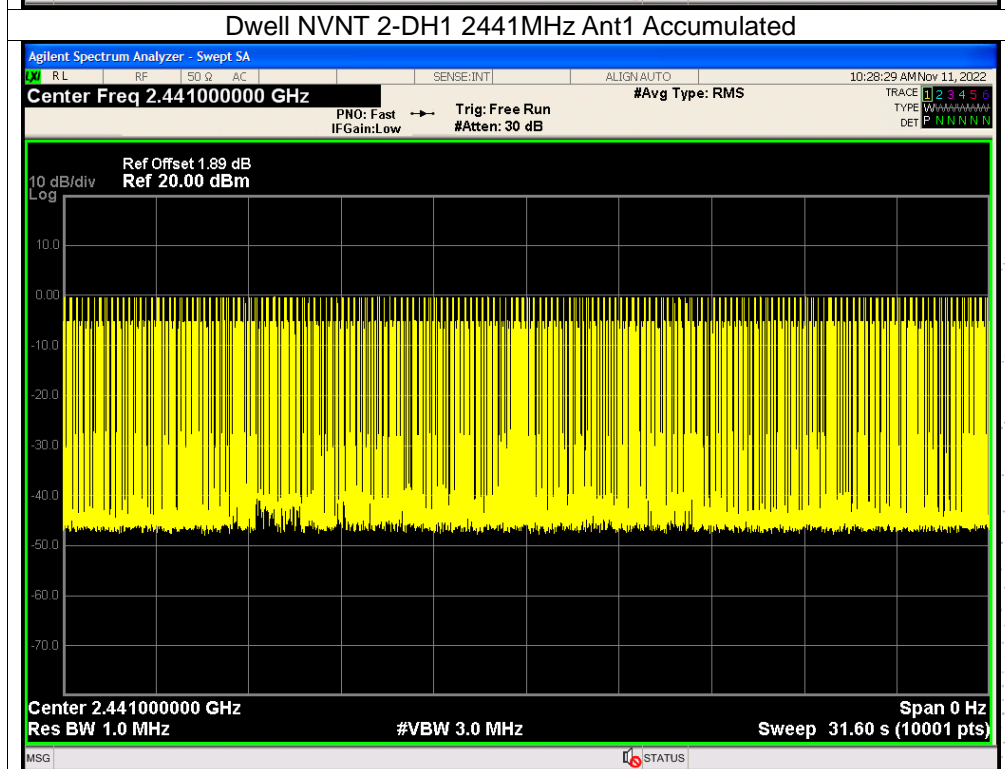 Dwell NVNT 2-DH1 2441MHz Ant1 Accumulated
Agilent Spectrum Analyzer - Swept SA
LXI RL RF 50 Ω AC SENSE:INT ALIGN AUTO 10:28:29 AM Nov 11, 2022
Center Freq 2.441000000 GHz #Avg Type: RMS TRACE 1 2 3 4 5 6
PNO: Fast Trig: Free Run TYPE WWWWWW
IFGain:Low #Atten: 30 dB DET P N N N N N
Ref Offset 1.89 dB
10 dB/div Ref 20.00 dBm
Log
10.0
0.00
-10.0
-20.0
-30.0
-40.0
-50.0
-60.0
-70.0
Center 2.441000000 GHz Span 0 Hz
Res BW 1.0 MHz #VBW 3.0 MHz Sweep 31.60 s (10001 pts)
MSG STATUS